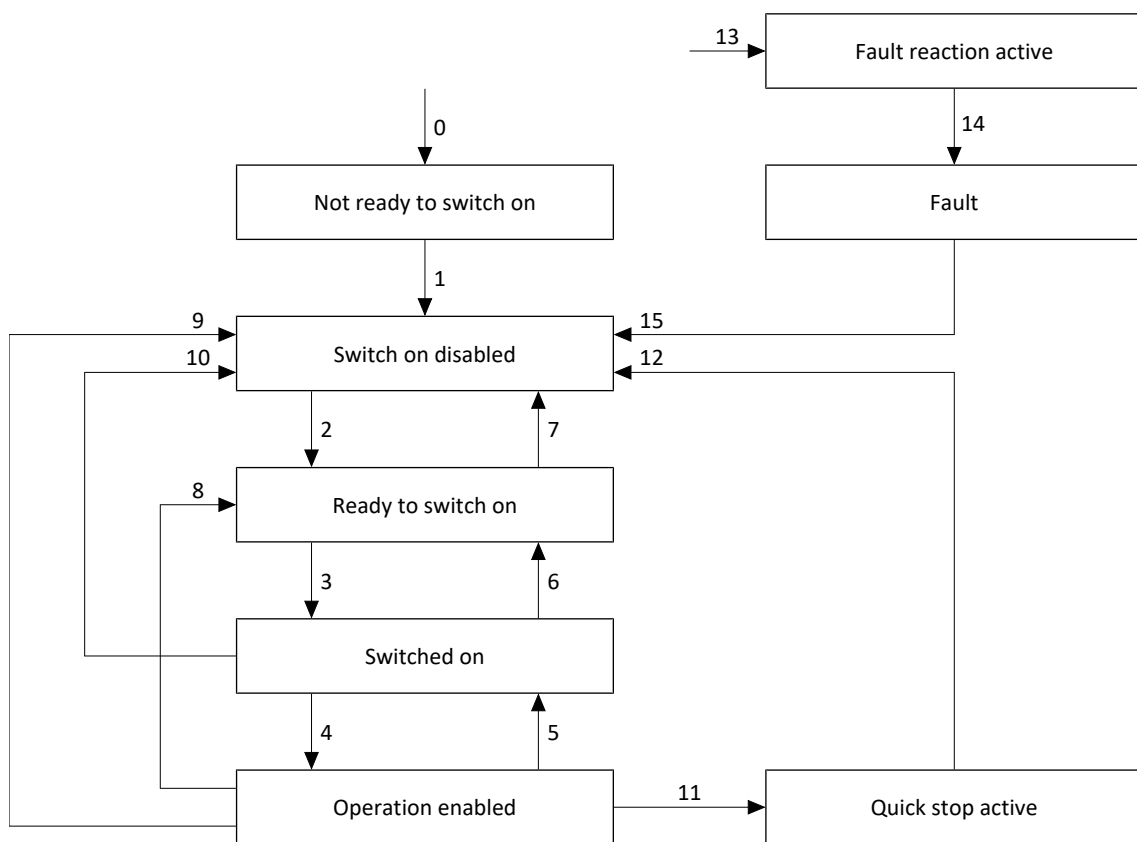 13
Fault reaction active
0
14
Not ready to switch on
Fault
1
9
15
Switch on disabled
10
12
2
7
8
Ready to switch on
3
6
Switched on
4
5
Operation enabled
11
Quick stop active